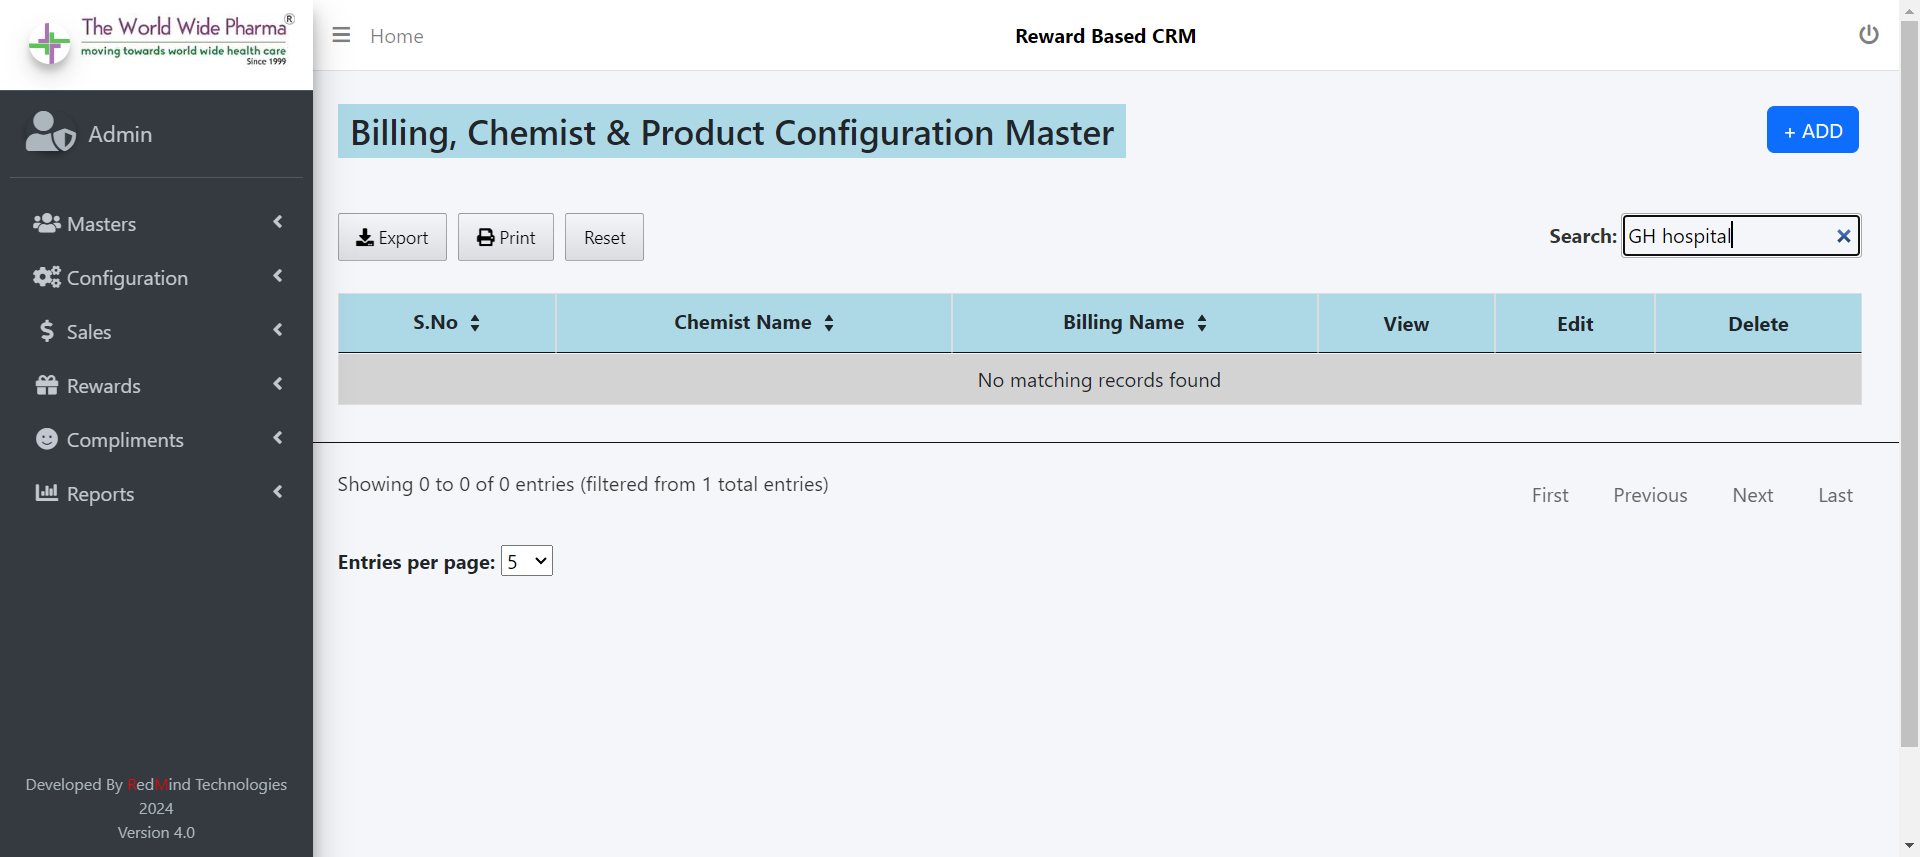 The World Wide Pharma®
moving towards world wide health care
Since 1999
Home
Reward Based CRM
Admin
Masters
Configuration
Sales
Rewards
Compliments
Reports
Developed By RedMind Technologies
2024
Version 4.0
Billing, Chemist & Product Configuration Master
+ ADD
Export Print Reset
Search: GH hospital
S.No Chemist Name Billing Name View Edit Delete
No matching records found
Showing 0 to 0 of 0 entries (filtered from 1 total entries)
First Previous Next Last
Entries per page: 5